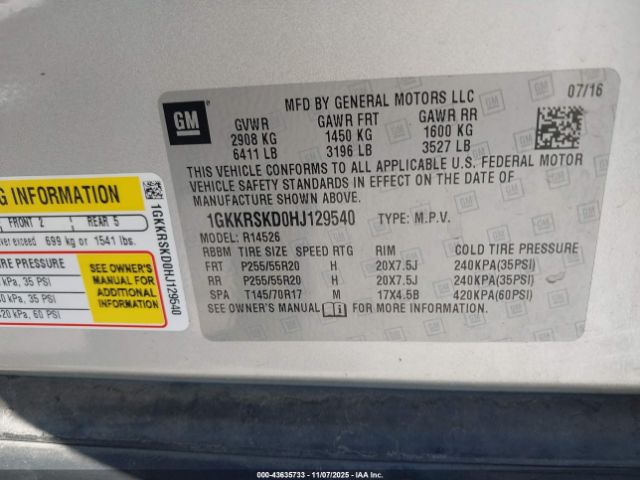 GM
MFD BY GENERAL MOTORS LLC
07/16
GVWR GAWR FRT GAWR RR
2908 KG 1450 KG 1600 KG
6411 LB 3196 LB 3527 LB
THIS VEHICLE CONFORMS TO ALL APPLICABLE U.S. FEDERAL MOTOR
VEHICLE SAFETY STANDARDS IN EFFECT ON THE DATE OF
MANUFACTURE SHOWN ABOVE.
1GKKRSKD0HJ129540 TYPE: M.P.V.
MODEL: R14526
RBBM TIRE SIZE SPEED RTG RIM COLD TIRE PRESSURE
FRT P255/55R20 H 20X7.5J 240KPA(35PSI)
RR P255/55R20 H 20X7.5J 240KPA(35PSI)
SPA T145/70R17 M 17X4.5B 420KPA(60PSI)
SEE OWNER'S MANUAL FOR MORE INFORMATION.
G INFORMATION
FRONT 2 REAR 5
ver exceed 699 kg or 1541 lbs.
IRE PRESSURE
kPa, 35 PSI
0 kPa, 35 PSI
20 kPa, 60 PSI
SEE OWNER'S
MANUAL FOR
ADDITIONAL
INFORMATION
1GKKRSKD0HJ129540
000-43635733 - 11/07/2025 - IAAI.COM